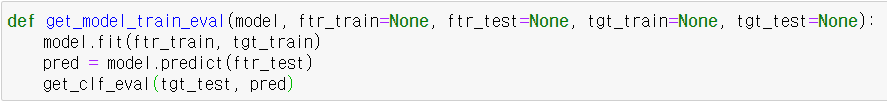 def get_model_train_eval(model, ftr_train=None, ftr_test=None, tgt_train=None, tgt_test=None):
    model.fit(ftr_train, tgt_train)
    pred = model.predict(ftr_test)
    get_clf_eval(tgt_test, pred)